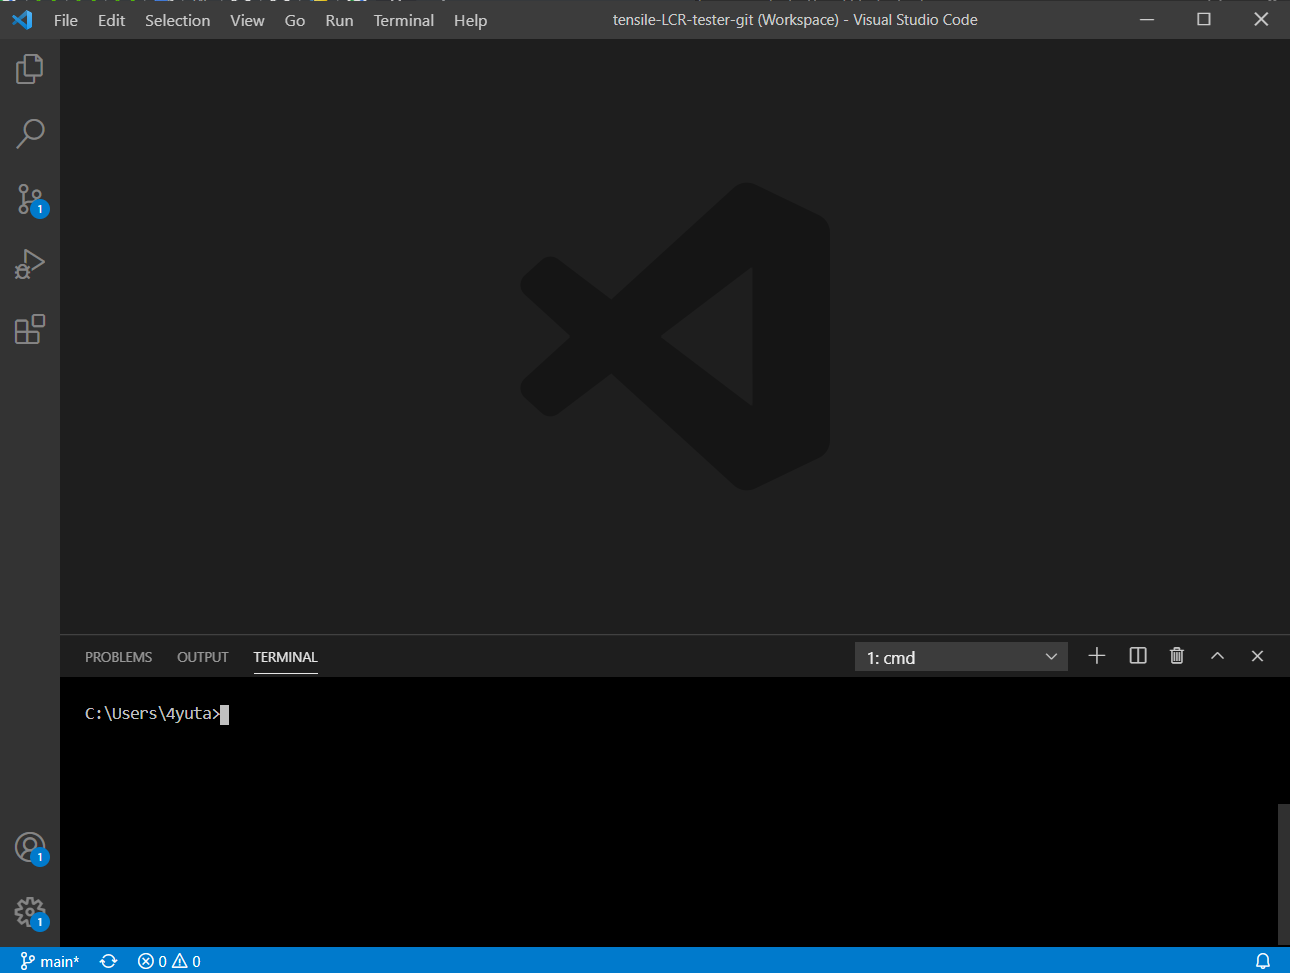 File Edit Selection View Go Run Terminal Help tensile-LCR-tester-git (Workspace) - Visual Studio Code
1
PROBLEMS OUTPUT TERMINAL 1: cmd
C:\Users\4yuta>
1
1
main* 0 0